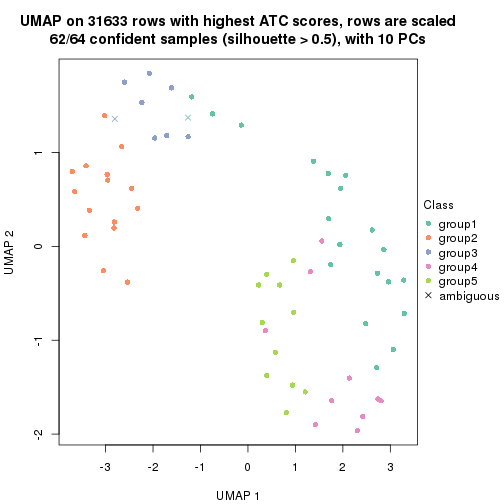 UMAP on 31633 rows with highest ATC scores, rows are scaled
62/64 confident samples (silhouette > 0.5), with 10 PCs
1
0
-1
-2
UMAP 2
-3
-2
-1
0
1
2
3
UMAP 1
Class
group1
group2
group3
group4
group5
ambiguous